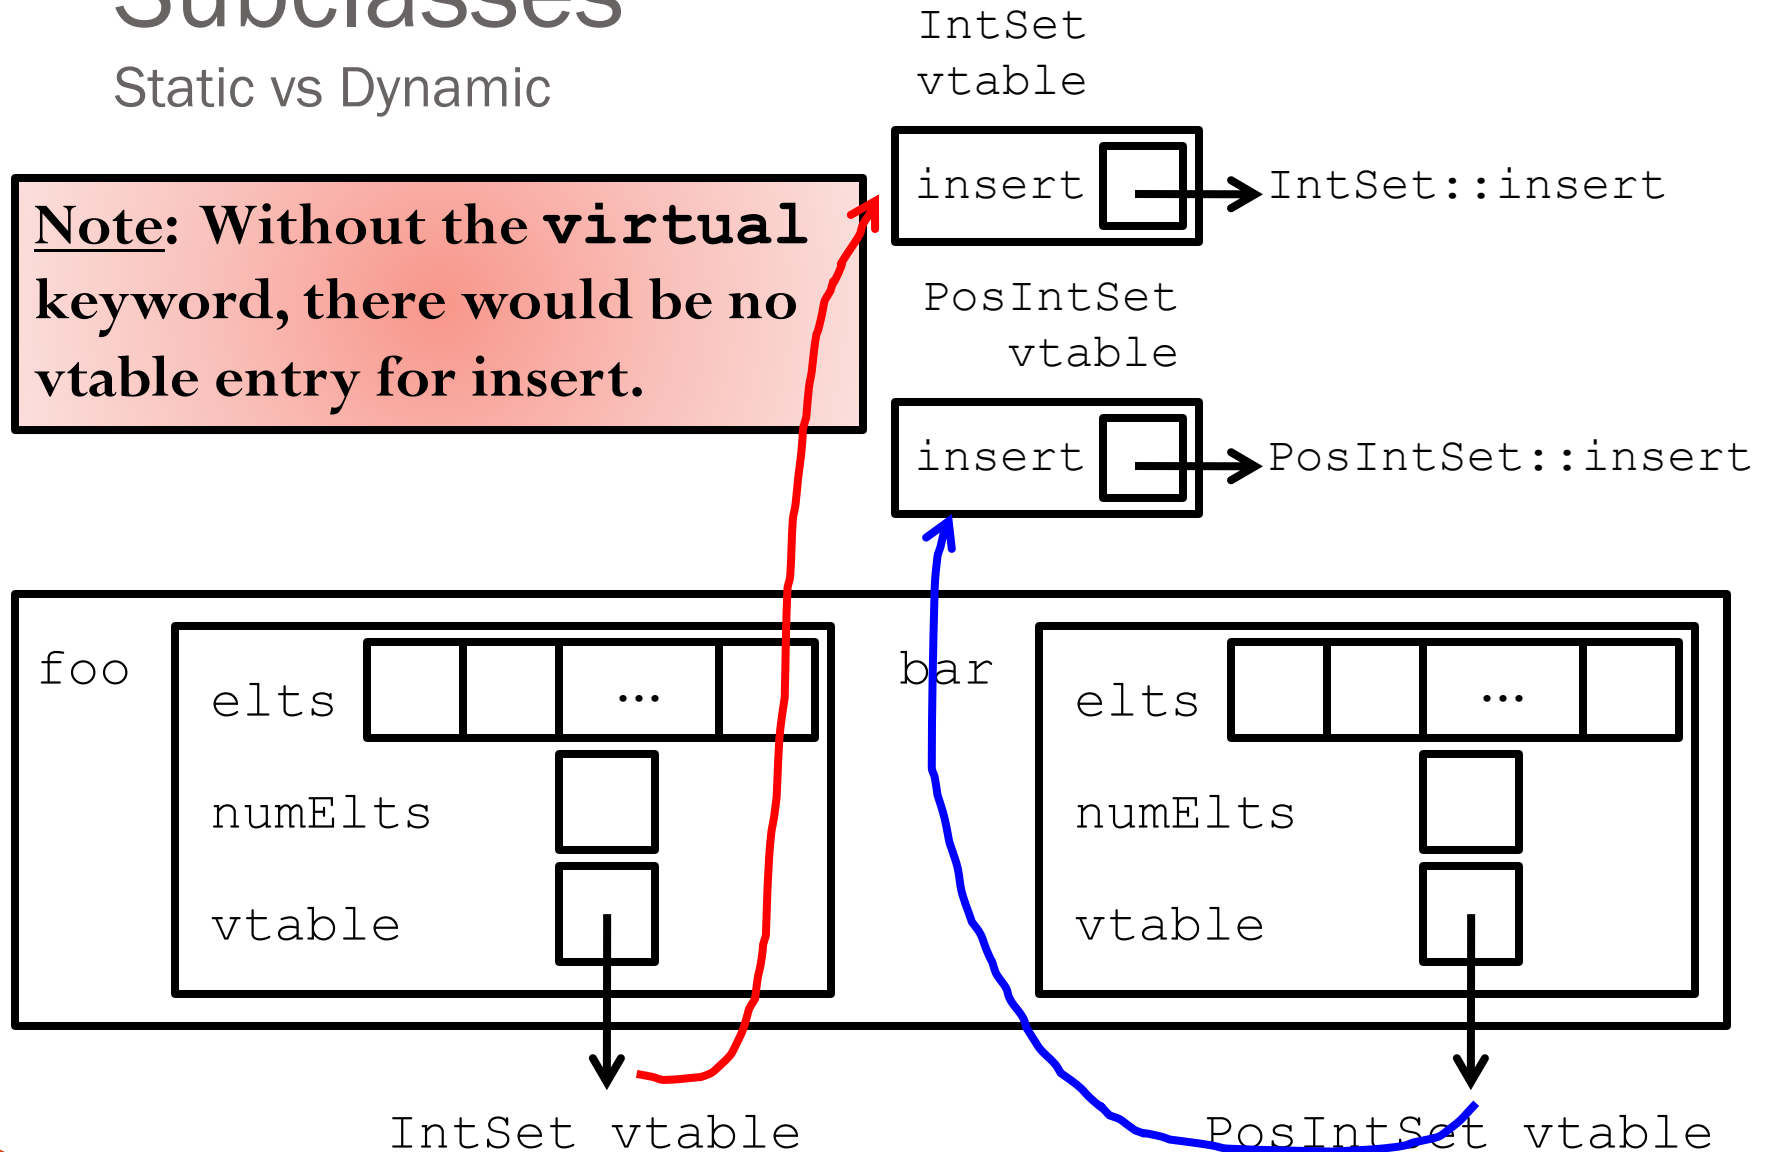 Subclasses
Static vs Dynamic
IntSet
vtable
insert
IntSet::insert
Note: Without the virtual
keyword, there would be no
vtable entry for insert.
PosIntSet
vtable
insert
PosIntSet::insert
foo
elts
...
numElts
vtable
bar
elts
...
numElts
vtable
IntSet vtable
PosIntSet vtable